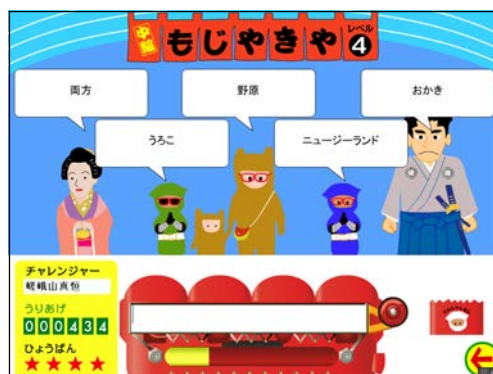 中級 もじやきや レベル 4
両方
野原
おかき
うろこ
ニュージーランド
チャレンジャー
嵯峨山真恒
うりあげ
000434
ひょうばん
★★★★